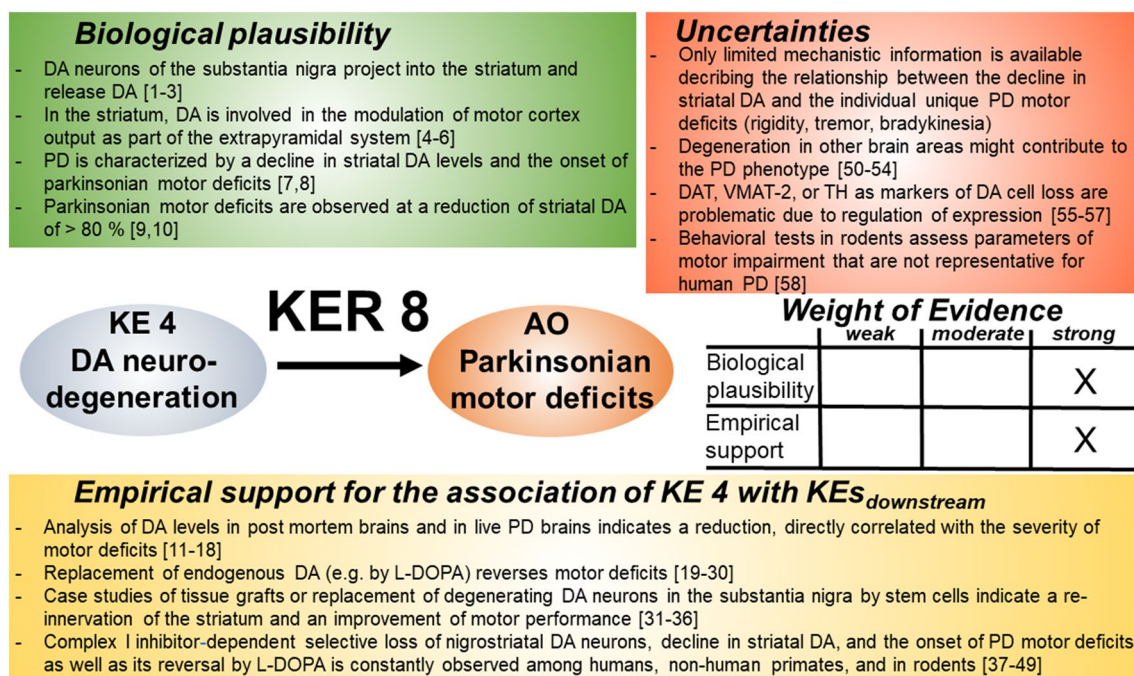 Biological plausibility
- DA neurons of the substantia nigra project into the striatum and
release DA [1-3]
- In the striatum, DA is involved in the modulation of motor cortex
output as part of the extrapyramidal system [4-6]
- PD is characterized by a decline in striatal DA levels and the onset of
parkinsonian motor deficits [7,8]
- Parkinsonian motor deficits are observed at a reduction of striatal DA
of > 80 % [9,10]
Uncertainties
- Only limited mechanistic information is available
decribing the relationship between the decline in
striatal DA and the individual unique PD motor
deficits (rigidity, tremor, bradykinesia)
- Degeneration in other brain areas might contribute to
the PD phenotype [50-54]
- DAT, VMAT-2, or TH as markers of DA cell loss are
problematic due to regulation of expression [55-57]
- Behavioral tests in rodents assess parameters of
motor impairment that are not representative for
human PD [58]
KE 4
DA neuro-
degeneration
KER 8
AO
Parkinsonian
motor deficits
Weight of Evidence
weak moderate strong
Biological
plausibility X
Empirical
support X
Empirical support for the association of KE 4 with KEsdownstream
- Analysis of DA levels in post mortem brains and in live PD brains indicates a reduction, directly correlated with the severity of
motor deficits [11-18]
- Replacement of endogenous DA (e.g. by L-DOPA) reverses motor deficits [19-30]
- Case studies of tissue grafts or replacement of degenerating DA neurons in the substantia nigra by stem cells indicate a re-
innervation of the striatum and an improvement of motor performance [31-36]
- Complex I inhibitor-dependent selective loss of nigrostriatal DA neurons, decline in striatal DA, and the onset of PD motor deficits
as well as its reversal by L-DOPA is constantly observed among humans, non-human primates, and in rodents [37-49]